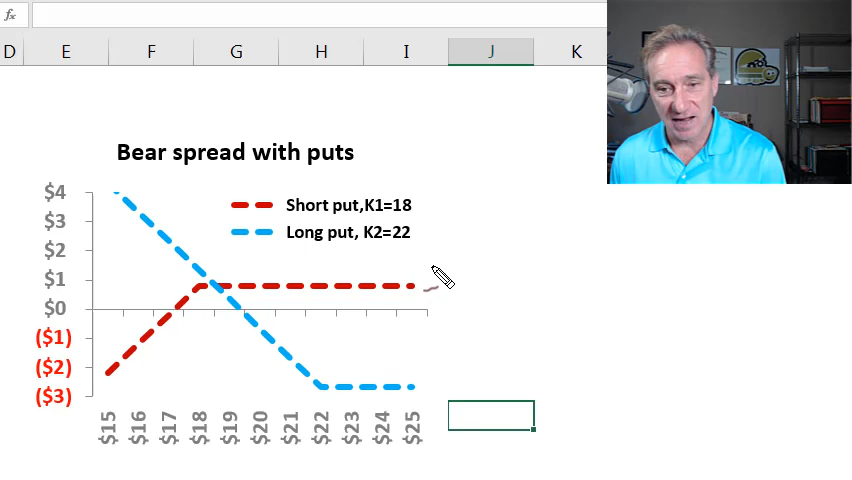 fx
D E F G H I J K
Bear spread with puts
$4
$3
$2
$1
$0
($1)
($2)
($3)
Short put,K1=18
Long put, K2=22
$15 $16 $17 $18 $19 $20 $21 $22 $23 $24 $25